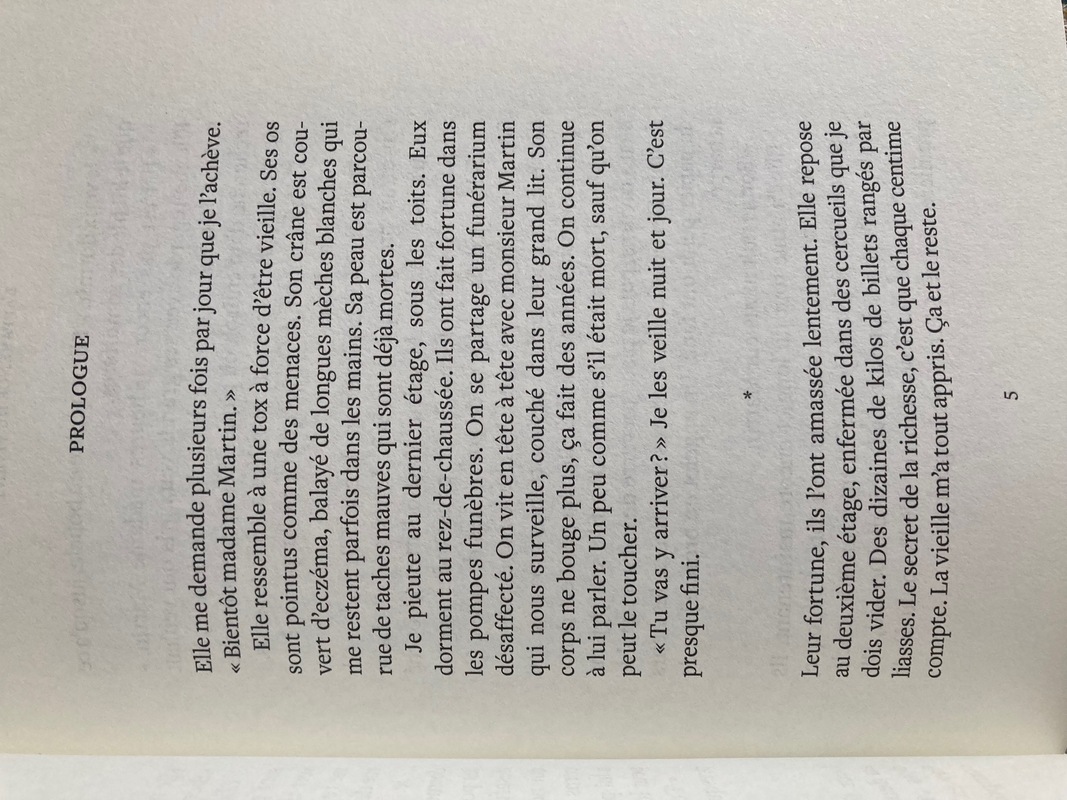 PROLOGUE
Elle me demande plusieurs fois par jour que je l'achève.
« Bientôt madame Martin. »
Elle ressemble à une tox à force d'être vieille. Ses os
sont pointus comme des menaces. Son crâne est cou-
vert d'eczéma, balayé de longues mèches blanches qui
me restent parfois dans les mains. Sa peau est parcou-
rue de taches mauves qui sont déjà mortes.
Je pieute au dernier étage, sous les toits. Eux
dorment au rez-de-chaussée. Ils ont fait fortune dans
les pompes funèbres. On se partage un funérarium
désaffecté. On vit en tête à tête avec monsieur Martin
qui nous surveille, couché dans leur grand lit. Son
corps ne bouge plus, ça fait des années. On continue
à lui parler. Un peu comme s'il était mort, sauf qu'on
peut le toucher.
« Tu vas y arriver ? » Je les veille nuit et jour. C'est
presque fini.
*
Leur fortune, ils l'ont amassée lentement. Elle repose
au deuxième étage, enfermée dans des cercueils que je
dois vider. Des dizaines de kilos de billets rangés par
liasses. Le secret de la richesse, c'est que chaque centime
compte. La vieille m'a tout appris. Ça et le reste.
5